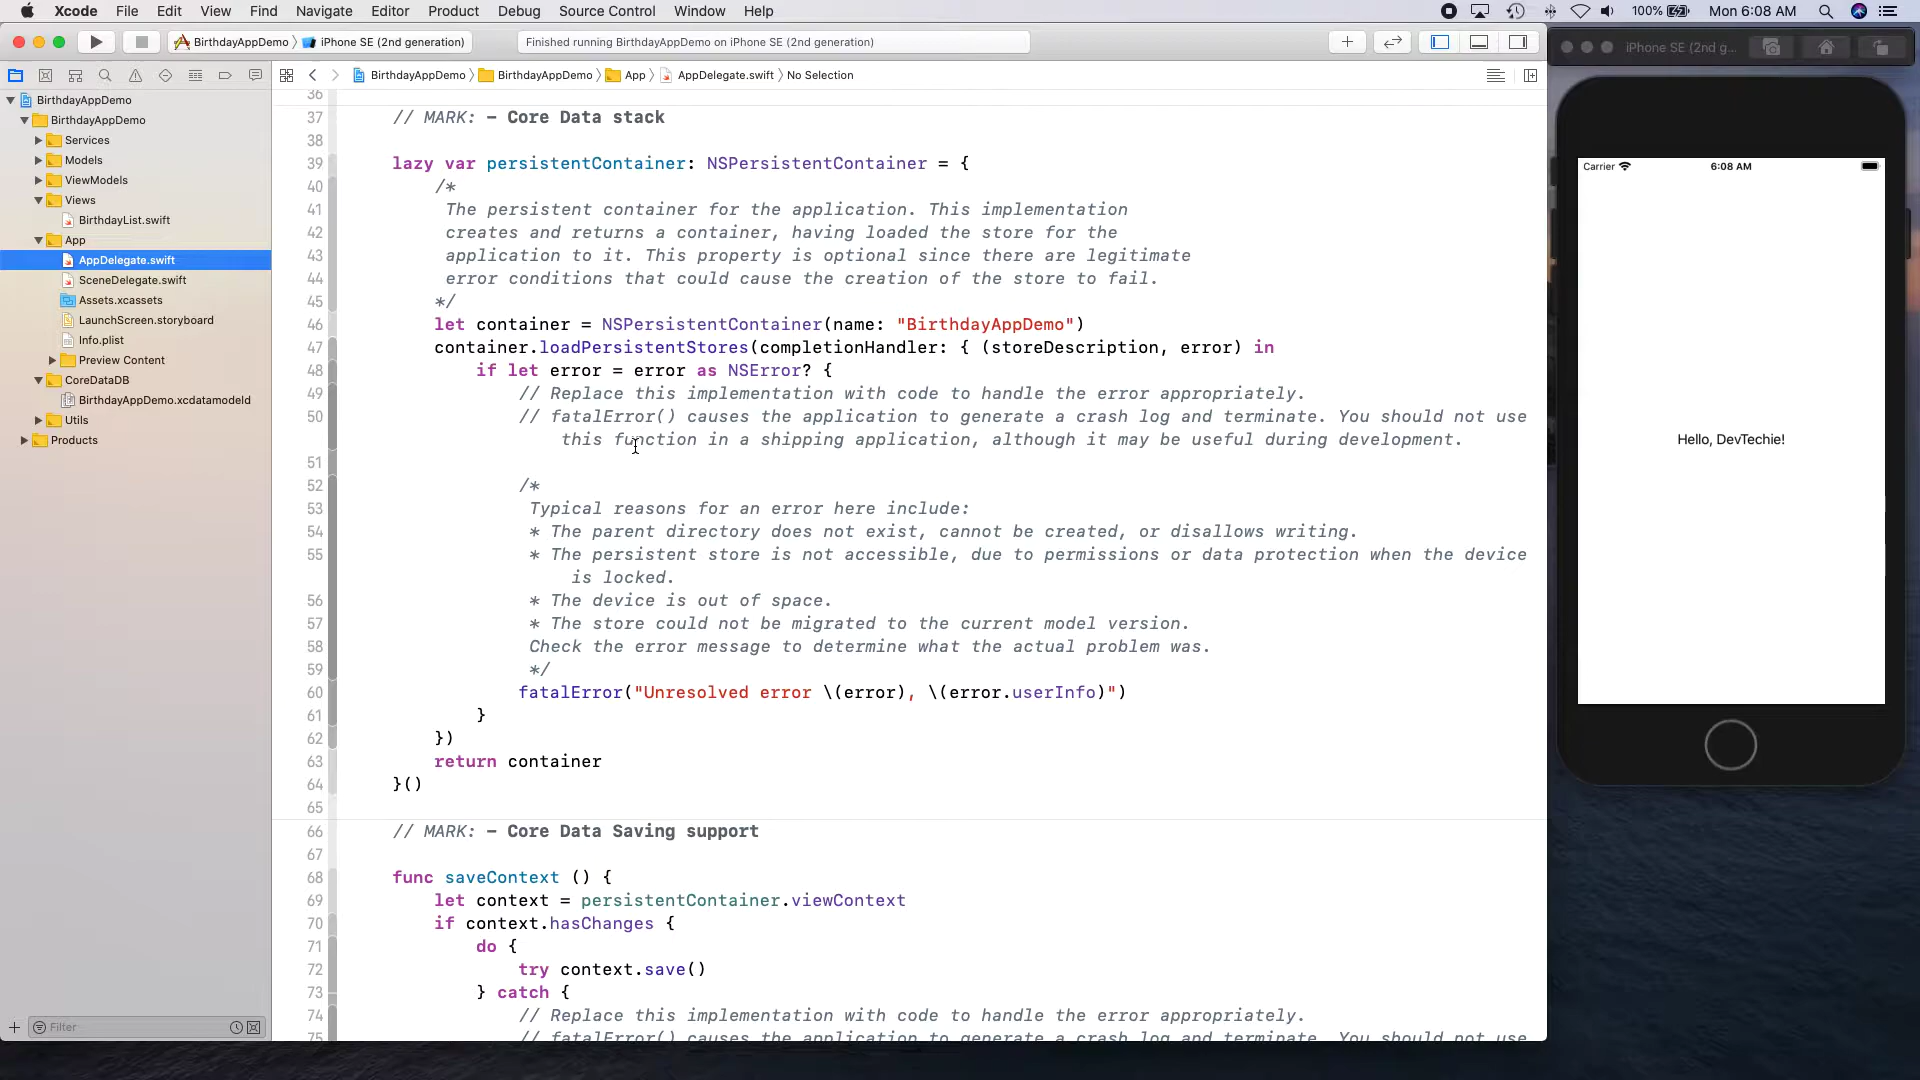 Xcode File Edit View Find Navigate Editor Product Debug Source Control Window Help
100% Mon 6:08 AM
BirthdayAppDemo iPhone SE (2nd generation)
Finished running BirthdayAppDemo on iPhone SE (2nd generation)
BirthdayAppDemo BirthdayAppDemo App AppDelegate.swift No Selection
BirthdayAppDemo
BirthdayAppDemo
Services
Models
ViewModels
Views
BirthdayList.swift
App
AppDelegate.swift
SceneDelegate.swift
Assets.xcassets
LaunchScreen.storyboard
Info.plist
Preview Content
CoreDataDB
BirthdayAppDemo.xcdatamodeld
Utils
Products
Filter
36
37 // MARK: – Core Data stack
38
39 lazy var persistentContainer: NSPersistentContainer = {
40 /*
41 The persistent container for the application. This implementation
42 creates and returns a container, having loaded the store for the
43 application to it. This property is optional since there are legitimate
44 error conditions that could cause the creation of the store to fail.
45 */
46 let container = NSPersistentContainer(name: "BirthdayAppDemo")
47 container.loadPersistentStores(completionHandler: { (storeDescription, error) in
48 if let error = error as NSError? {
49 // Replace this implementation with code to handle the error appropriately.
50 // fatalError() causes the application to generate a crash log and terminate. You should not use
this function in a shipping application, although it may be useful during development.
51
52 /*
53 Typical reasons for an error here include:
54 * The parent directory does not exist, cannot be created, or disallows writing.
55 * The persistent store is not accessible, due to permissions or data protection when the device
is locked.
56 * The device is out of space.
57 * The store could not be migrated to the current model version.
58 Check the error message to determine what the actual problem was.
59 */
60 fatalError("Unresolved error \(error), \(error.userInfo)")
61 }
62 })
63 return container
64 }()
65
66 // MARK: – Core Data Saving support
67
68 func saveContext () {
69 let context = persistentContainer.viewContext
70 if context.hasChanges {
71 do {
72 try context.save()
73 } catch {
74 // Replace this implementation with code to handle the error appropriately.
75 // fatalError() causes the application to generate a crash log and terminate. You should not use
iPhone SE (2nd g...
Carrier 6:08 AM
Hello, DevTechie!